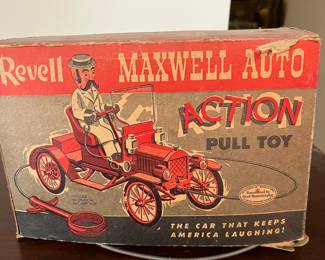 Revell
MAXWELL AUTO
ACTION
PULL TOY
THE CAR THAT KEEPS
AMERICA LAUGHING!